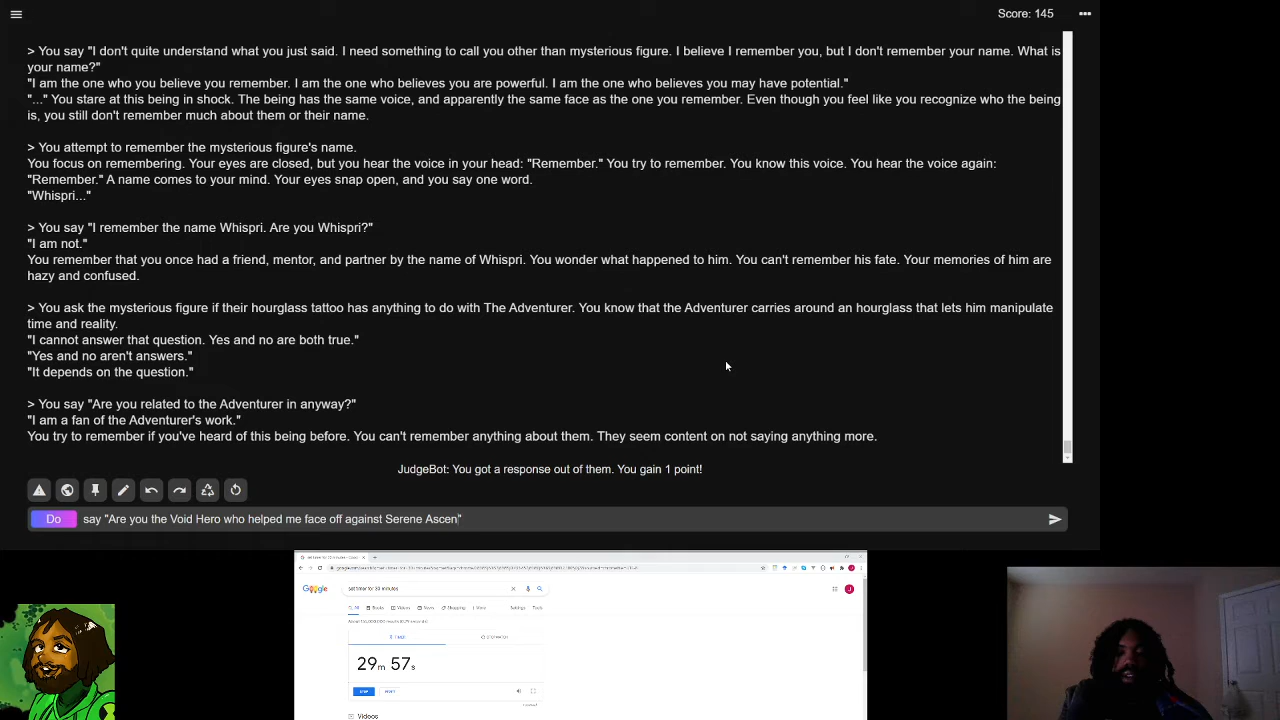 Score: 145
> You say "I don't quite understand what you just said. I need something to call you other than mysterious figure. I believe I remember you, but I don't remember your name. What is
your name?"
"I am the one who you believe you remember. I am the one who believes you are powerful. I am the one who believes you may have potential."
"..." You stare at this being in shock. The being has the same voice, and apparently the same face as the one you remember. Even though you feel like you recognize who the being
is, you still don't remember much about them or their name.
> You attempt to remember the mysterious figure's name.
You focus on remembering. Your eyes are closed, but you hear the voice in your head: "Remember." You try to remember. You know this voice. You hear the voice again:
"Remember." A name comes to your mind. Your eyes snap open, and you say one word.
"Whispri..."
> You say "I remember the name Whispri. Are you Whispri?"
"I am not."
You remember that you once had a friend, mentor, and partner by the name of Whispri. You wonder what happened to him. You can't remember his fate. Your memories of him are
hazy and confused.
> You ask the mysterious figure if their hourglass tattoo has anything to do with The Adventurer. You know that the Adventurer carries around an hourglass that lets him manipulate
time and reality.
"I cannot answer that question. Yes and no are both true."
"Yes and no aren't answers."
"It depends on the question."
> You say "Are you related to the Adventurer in anyway?"
"I am a fan of the Adventurer's work."
You try to remember if you've heard of this being before. You can't remember anything about them. They seem content on not saying anything more.
JudgeBot: You got a response out of them. You gain 1 point!
Do say "Are you the Void Hero who helped me face off against Serene Ascen"
Google
All Books Videos News Shopping More Settings Tools
TIMER STOPWATCH
29m 57s
STOP RESET
Videos